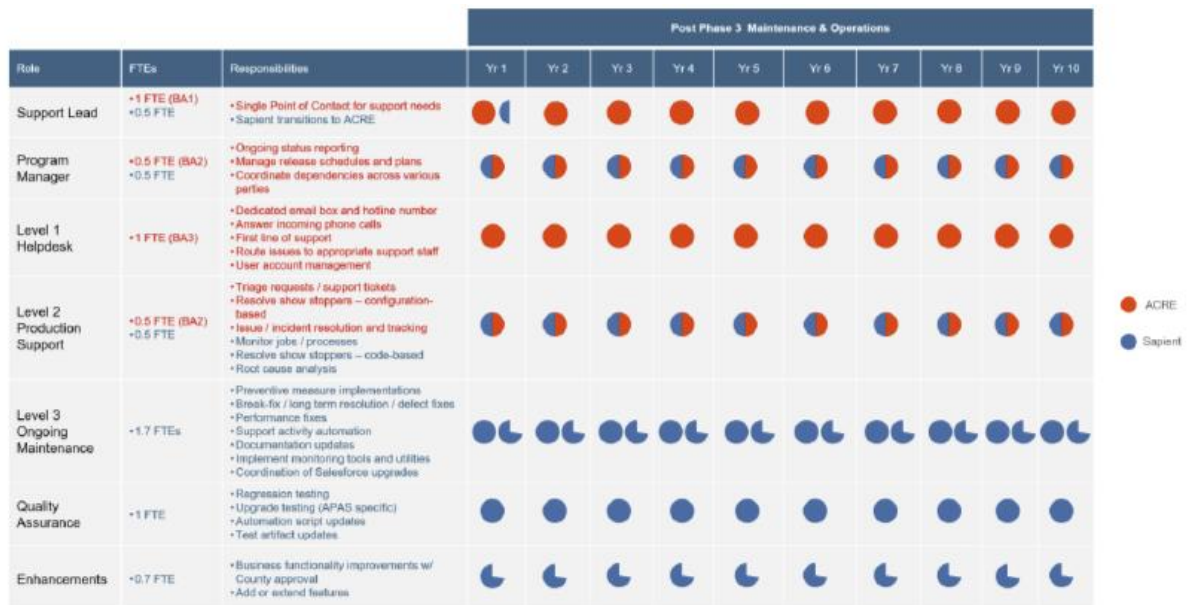 Post Phase 3 Maintenance & Operations
Role FTEs Responsibilities Yr 1 Yr 2 Yr 3 Yr 4 Yr 5 Yr 6 Yr 7 Yr 8 Yr 9 Yr 10
Support Lead
•1 FTE (BA1)
•0.5 FTE
•Single Point of Contact for support needs
•Sapient transitions to ACRE
Program
Manager
•0.5 FTE (BA2)
•0.5 FTE
•Ongoing status reporting
•Manage release schedules and plans
•Coordinate dependencies across various
parties
Level 1
Helpdesk
•1 FTE (BA3)
•Dedicated email box and hotline number
•Answer incoming phone calls
•First line of support
•Route issues to appropriate support staff
•User account management
Level 2
Production
Support
•0.5 FTE (BA2)
•0.5 FTE
•Triage requests / support tickets
•Resolve show stoppers – configuration-
based
•Issue / incident resolution and tracking
•Monitor jobs / processes
•Resolve show stoppers – code-based
•Root cause analysis
Level 3
Ongoing
Maintenance
•1.7 FTEs
•Preventive measure implementations
•Break-fix / long term resolution / defect fixes
•Performance fixes
•Support activity automation
•Documentation updates
•Implement monitoring tools and utilities
•Coordination of Salesforce upgrades
Quality
Assurance
•1 FTE
•Regression testing
•Upgrade testing (APAS specific)
•Automation script updates
•Test artifact updates
Enhancements
•0.7 FTE
•Business functionality improvements w/
County approval
•Add or extend features
ACRE
Sapient